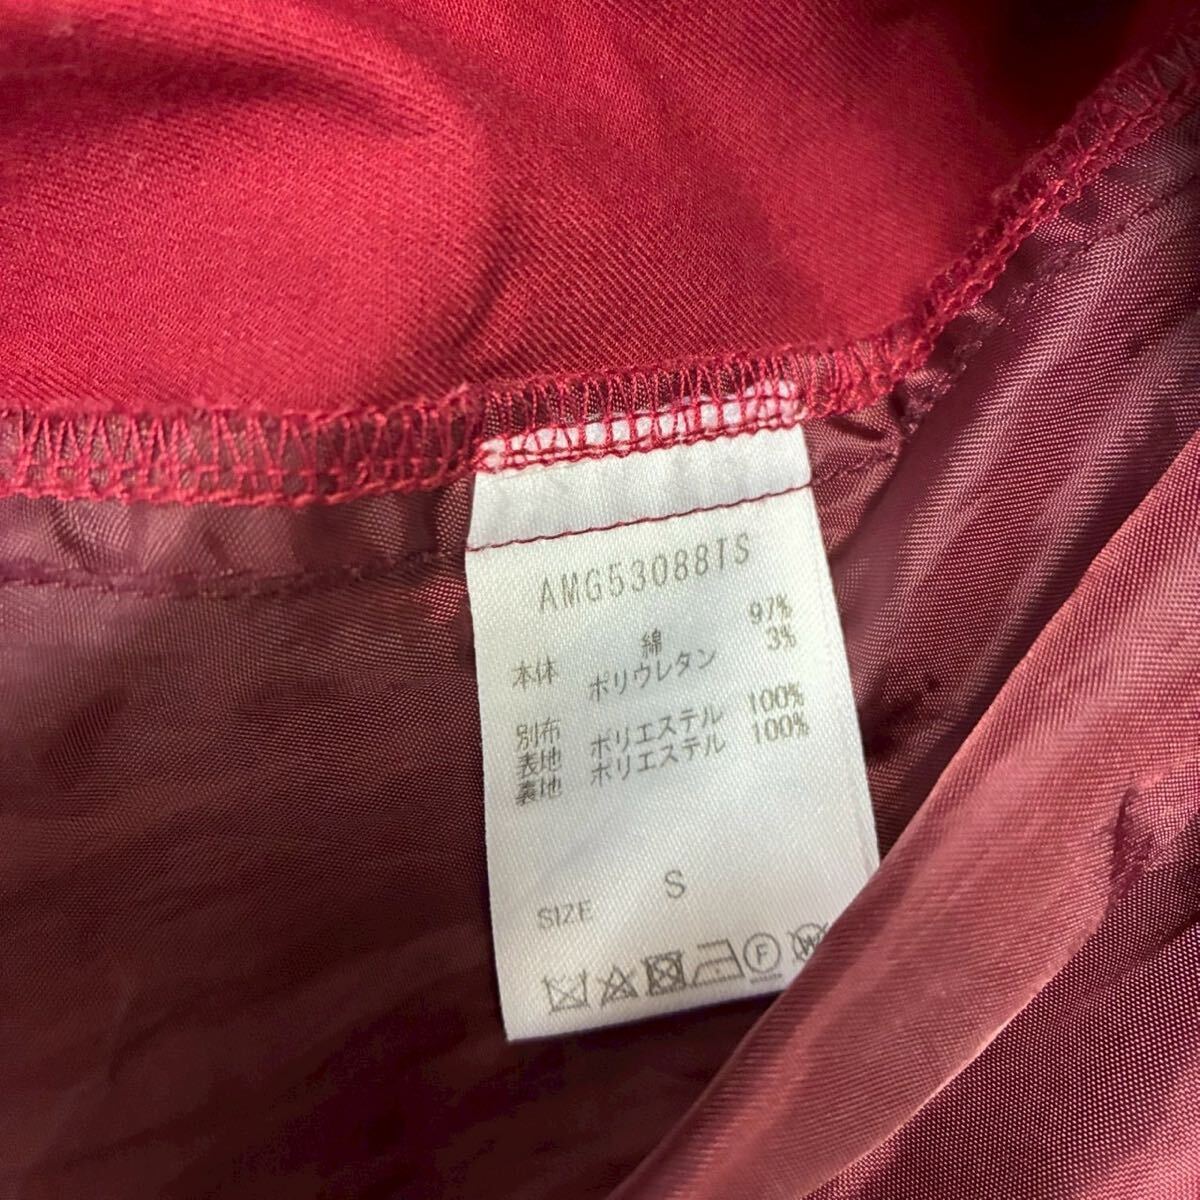 AMG53088TS
本体 綿 97%
ポリウレタン 3%
別布
表地 ポリエステル 100%
裏地 ポリエステル 100%
SIZE S
F
W